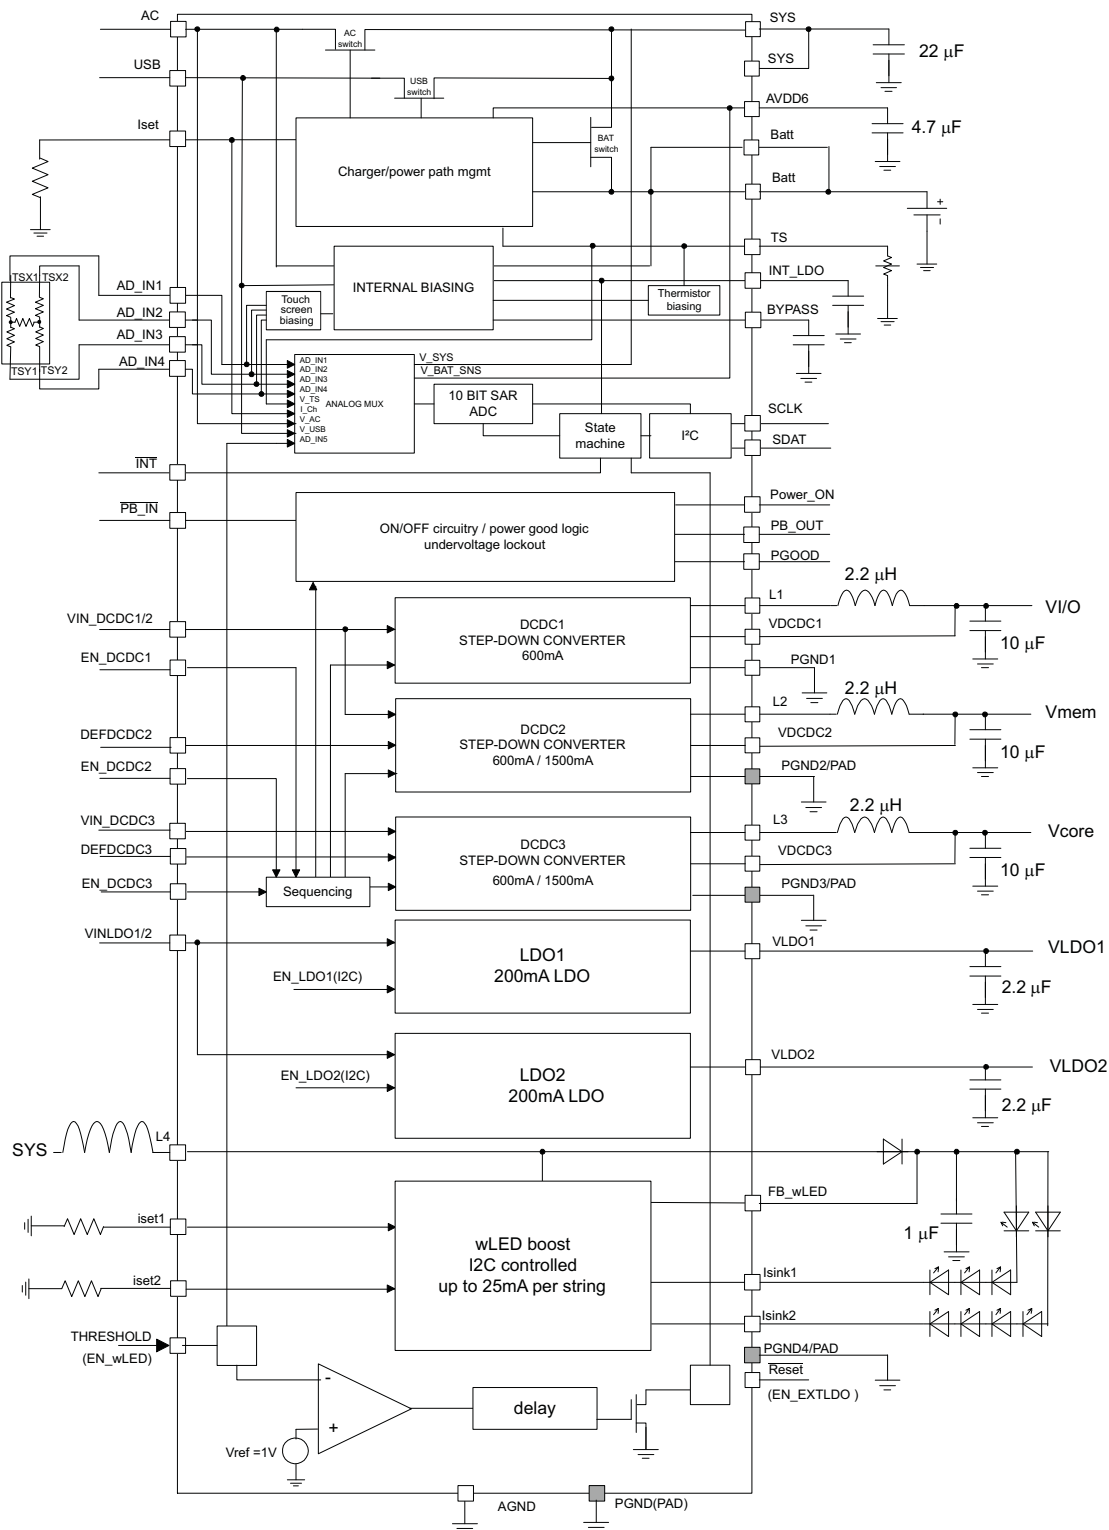 AC
SYS
AC
switch
22 μF
USB
SYS
USB
switch
AVDD6
4.7 μF
Iset
Batt
BAT
switch
Charger/power path mgmt
Batt
+
-
TS
TSX1
TSX2
AD_IN1
INTERNAL BIASING
INT_LDO
Touch
screen
biasing
Thermistor
biasing
AD_IN2
BYPASS
AD_IN3
TSY1
TSY2
AD_IN4
AD_IN1
AD_IN2
AD_IN3
AD_IN4
V_TS
I_Ch
V_AC
V_USB
AD_IN5
ANALOG MUX
V_SYS
V_BAT_SNS
10 BIT SAR
ADC
State
machine
I²C
SCLK
SDAT
INT
PB_IN
ON/OFF circuitry / power good logic
undervoltage lockout
Power_ON
PB_OUT
PGOOD
VIN_DCDC1/2
EN_DCDC1
DCDC1
STEP-DOWN CONVERTER
600mA
L1
2.2 μH
VI/O
VDCDC1
10 μF
PGND1
DEFDCDC2
EN_DCDC2
DCDC2
STEP-DOWN CONVERTER
600mA / 1500mA
L2
2.2 μH
Vmem
VDCDC2
10 μF
PGND2/PAD
VIN_DCDC3
DEFDCDC3
EN_DCDC3
Sequencing
DCDC3
STEP-DOWN CONVERTER
600mA / 1500mA
L3
2.2 μH
Vcore
VDCDC3
10 μF
PGND3/PAD
VINLDO1/2
EN_LDO1(I2C)
LDO1
200mA LDO
VLDO1
VLDO1
2.2 μF
EN_LDO2(I2C)
LDO2
200mA LDO
VLDO2
VLDO2
2.2 μF
SYS
L4
FB_wLED
1 μF
iset1
iset2
wLED boost
I2C controlled
up to 25mA per string
Isink1
Isink2
THRESHOLD
(EN_wLED)
PGND4/PAD
Reset
(EN_EXTLDO )
-
+
Vref =1V
delay
AGND
PGND(PAD)